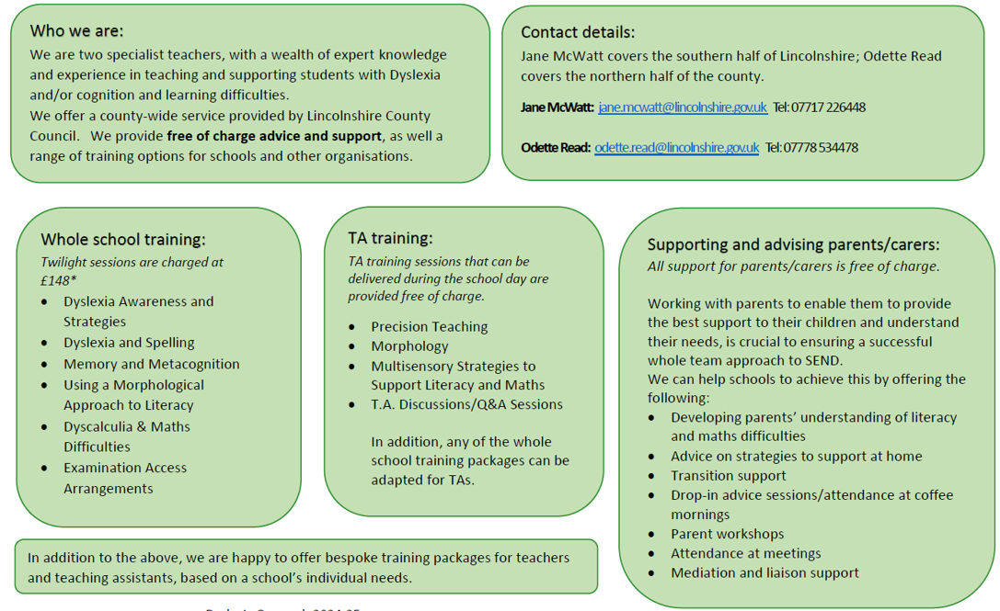 Who we are:
We are two specialist teachers, with a wealth of expert knowledge
and experience in teaching and supporting students with Dyslexia
and/or cognition and learning difficulties.
We offer a county-wide service provided by Lincolnshire County
Council. We provide free of charge advice and support, as well a
range of training options for schools and other organisations.
Contact details:
Jane McWatt covers the southern half of Lincolnshire; Odette Read
covers the northern half of the county.
Jane McWatt: jane.mcwatt@lincolnshire.gov.uk Tel: 07717 226448
Odette Read: odette.read@lincolnshire.gov.uk Tel: 07778 534478
Whole school training:
Twilight sessions are charged at
£148*
• Dyslexia Awareness and
Strategies
• Dyslexia and Spelling
• Memory and Metacognition
• Using a Morphological
Approach to Literacy
• Dyscalculia & Maths
Difficulties
• Examination Access
Arrangements
TA training:
TA training sessions that can be
delivered during the school day are
provided free of charge.
• Precision Teaching
• Morphology
• Multisensory Strategies to
Support Literacy and Maths
• T.A. Discussions/Q&A Sessions
In addition, any of the whole
school training packages can be
adapted for TAs.
Supporting and advising parents/carers:
All support for parents/carers is free of charge.
Working with parents to enable them to provide
the best support to their children and understand
their needs, is crucial to ensuring a successful
whole team approach to SEND.
We can help schools to achieve this by offering the
following:
• Developing parents’ understanding of literacy
and maths difficulties
• Advice on strategies to support at home
• Transition support
• Drop-in advice sessions/attendance at coffee
mornings
• Parent workshops
• Attendance at meetings
• Mediation and liaison support
In addition to the above, we are happy to offer bespoke training packages for teachers
and teaching assistants, based on a school’s individual needs.